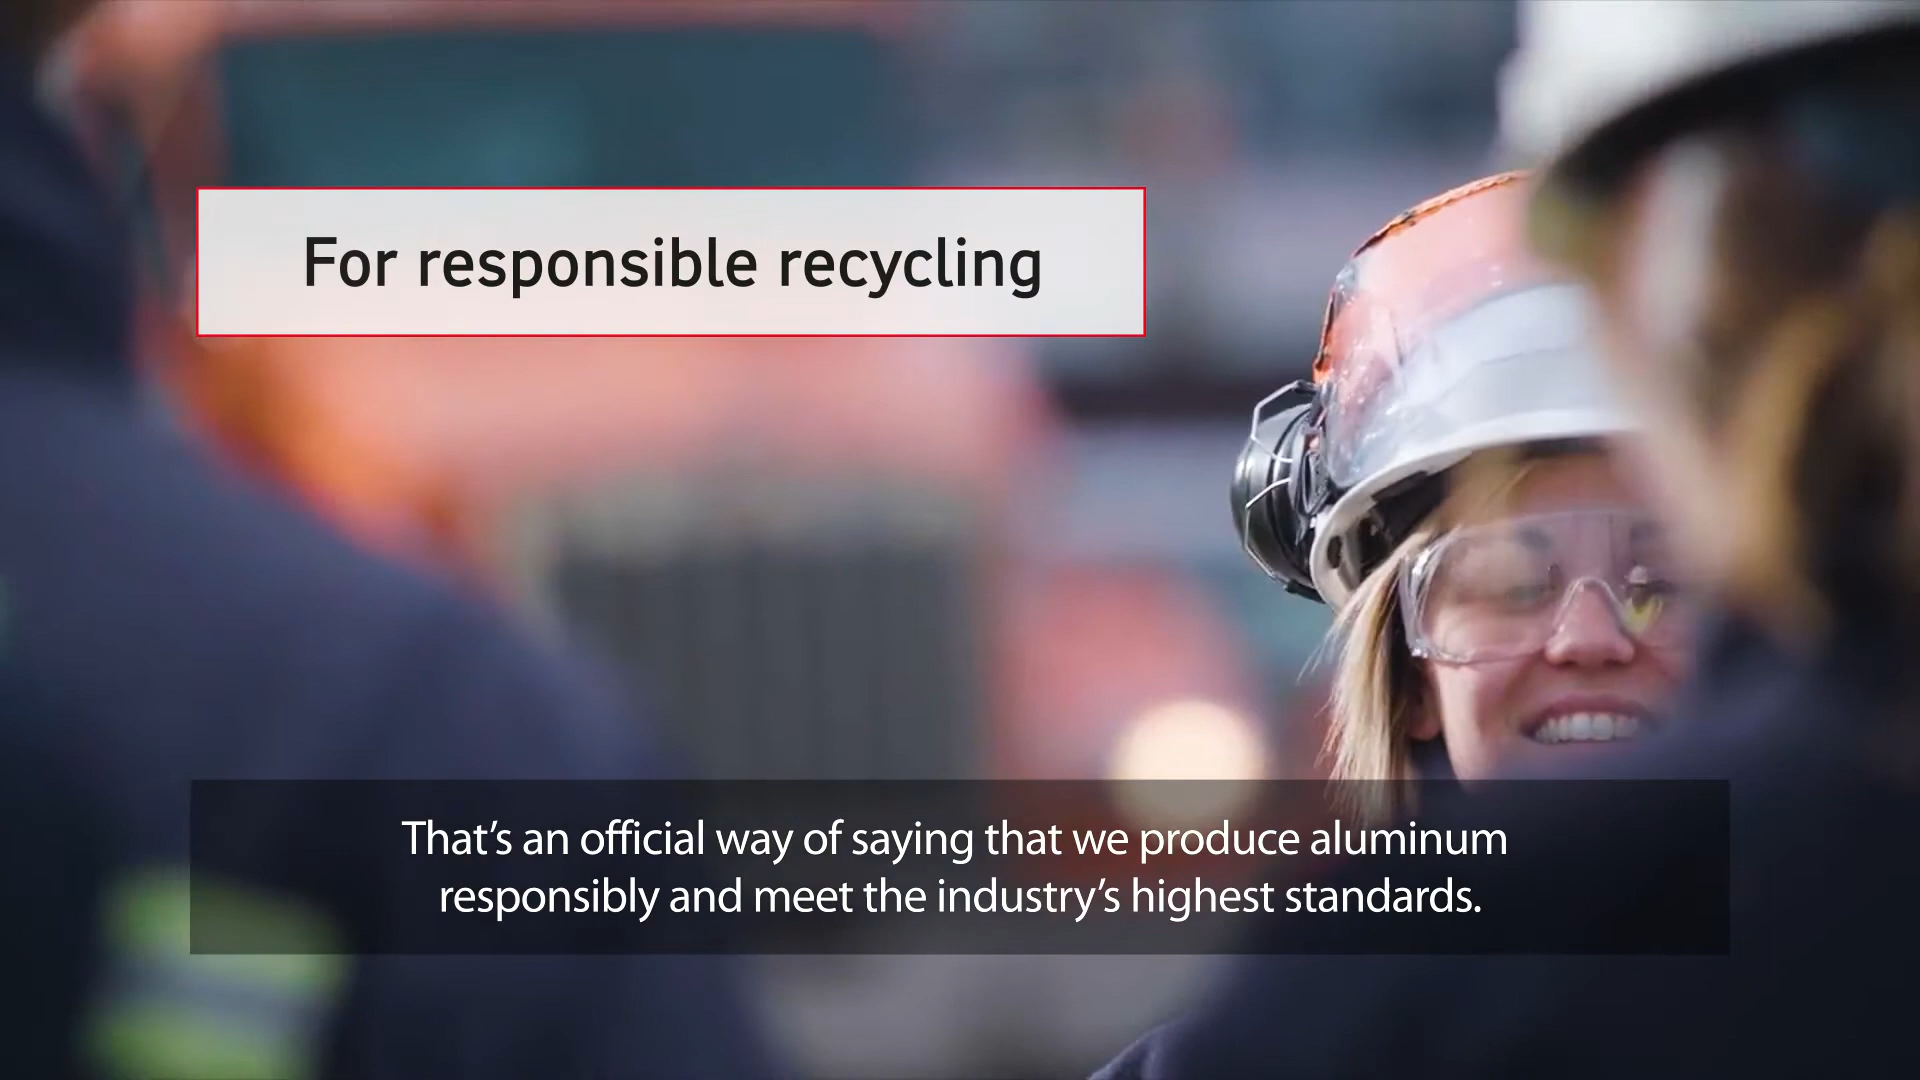 For responsible recycling
That’s an official way of saying that we produce aluminum
responsibly and meet the industry’s highest standards.